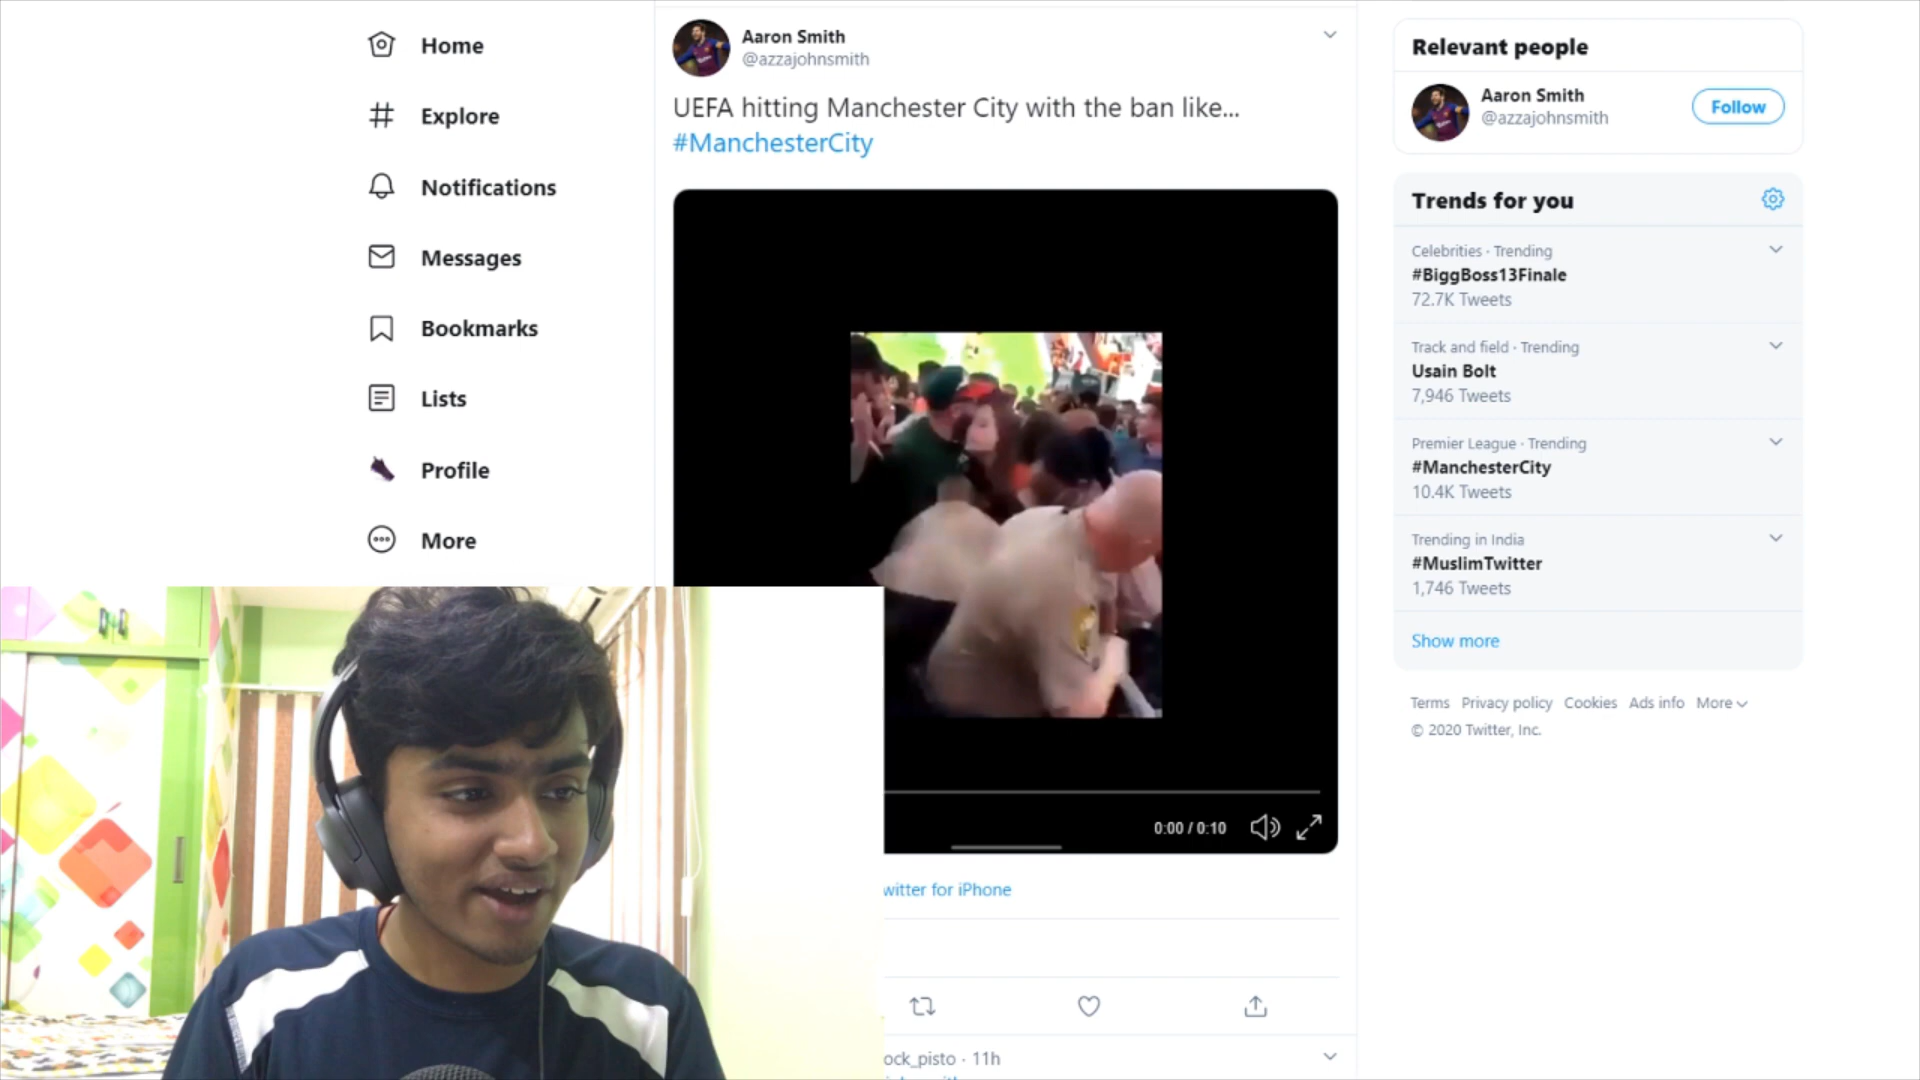 Home
Explore
Notifications
Messages
Bookmarks
Lists
Profile
More
Aaron Smith
@azzajohnsmith
UEFA hitting Manchester City with the ban like...
#ManchesterCity
0:00 / 0:10
witter for iPhone
ock_pisto · 11h
Relevant people
Aaron Smith
@azzajohnsmith
Follow
Trends for you
Celebrities · Trending
#BiggBoss13Finale
72.7K Tweets
Track and field · Trending
Usain Bolt
7,946 Tweets
Premier League · Trending
#ManchesterCity
10.4K Tweets
Trending in India
#MuslimTwitter
1,746 Tweets
Show more
Terms Privacy policy Cookies Ads info More
© 2020 Twitter, Inc.